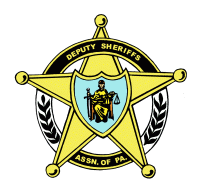 DEPUTY SHERIFFS
ASSN. OF PA.